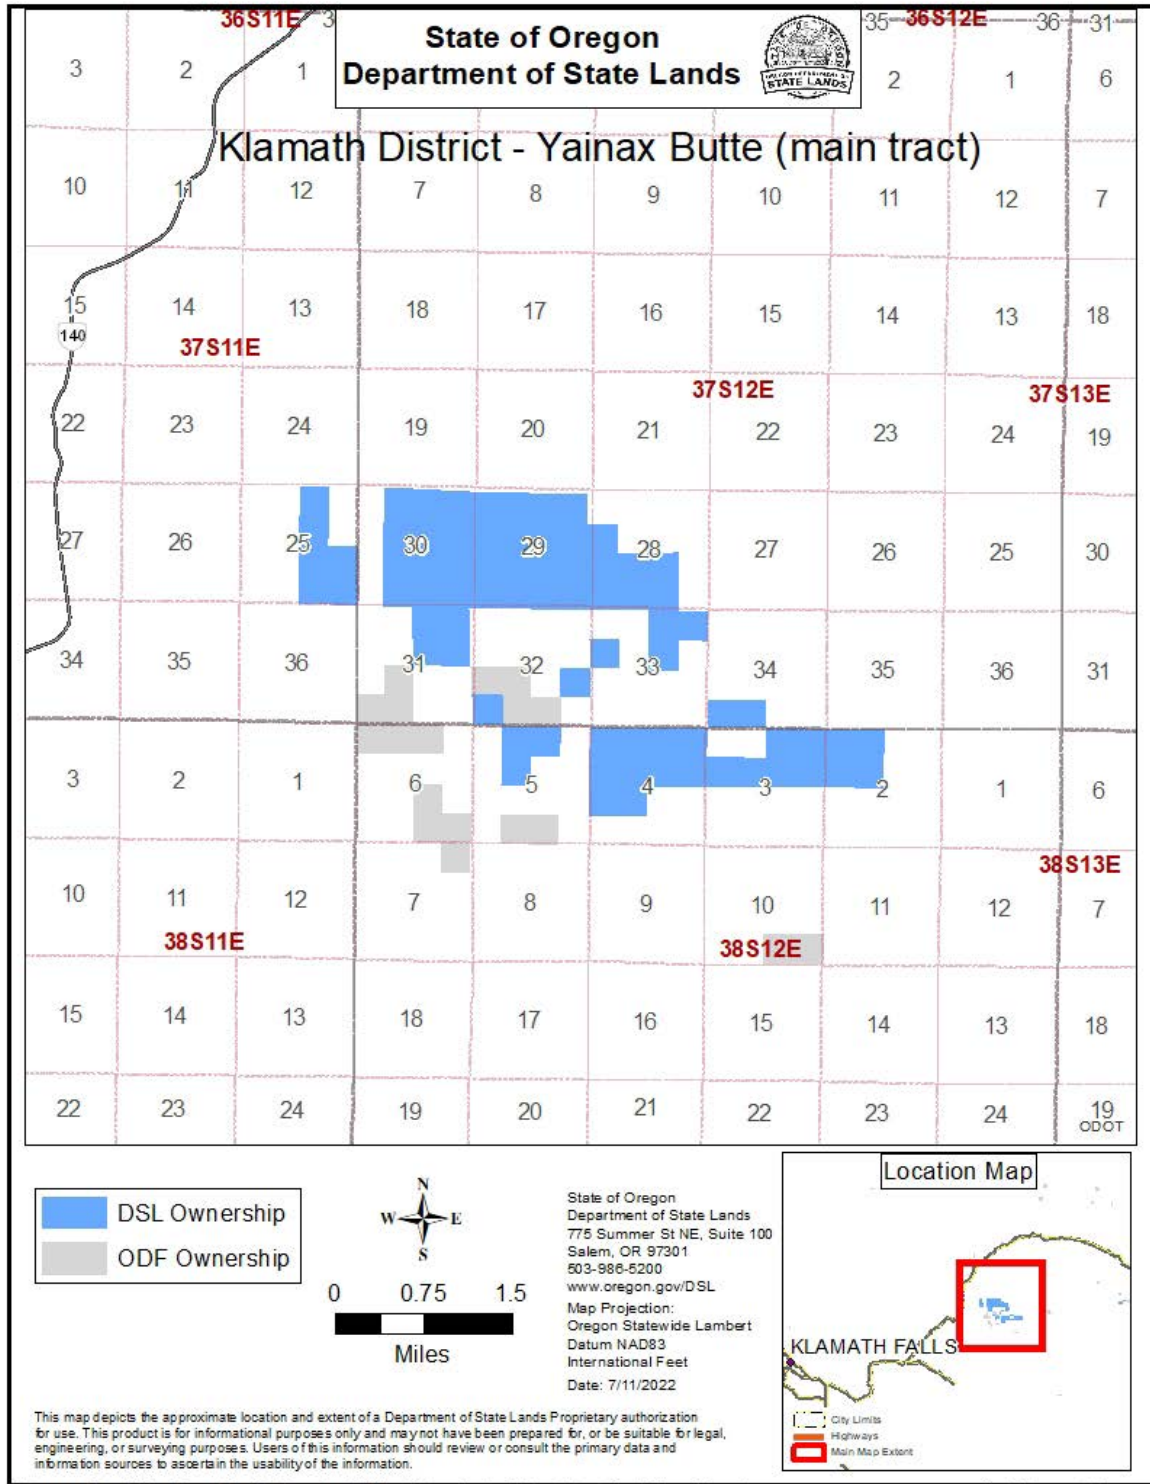 36S11E 3 35 36S12E 36 31
State of Oregon
Department of State Lands
STATE LANDS
3 2 1 2 1 6
Klamath District - Yainax Butte (main tract)
10 11 12 7 8 9 10 11 12 7
15 14 13 18 17 16 15 14 13 18
140
37S11E
37S12E 37S13E
22 23 24 19 20 21 22 23 24 19
27 26 25 30 29 28 27 26 25 30
34 35 36 31 32 33 34 35 36 31
3 2 1 6 5 4 3 2 1 6
38S13E
10 11 12 7 8 9 10 11 12 7
38S11E 38S12E
15 14 13 18 17 16 15 14 13 18
22 23 24 19 20 21 22 23 24 19
ODOT
DSL Ownership
ODF Ownership
N
W E
S
0 0.75 1.5
Miles
State of Oregon
Department of State Lands
775 Summer St NE, Suite 100
Salem, OR 97301
503-986-5200
www.oregon.gov/DSL
Map Projection:
Oregon Statewide Lambert
Datum NAD83
International Feet
Date: 7/11/2022
Location Map
KLAMATH FALLS
City Limits
Highways
Main Map Extent
This map depicts the approximate location and extent of a Department of State Lands Proprietary authorization
for use. This product is for informational purposes only and may not have been prepared for, or be suitable for legal,
engineering, or surveying purposes. Users of this information should review or consult the primary data and
information sources to ascertain the usability of the information.